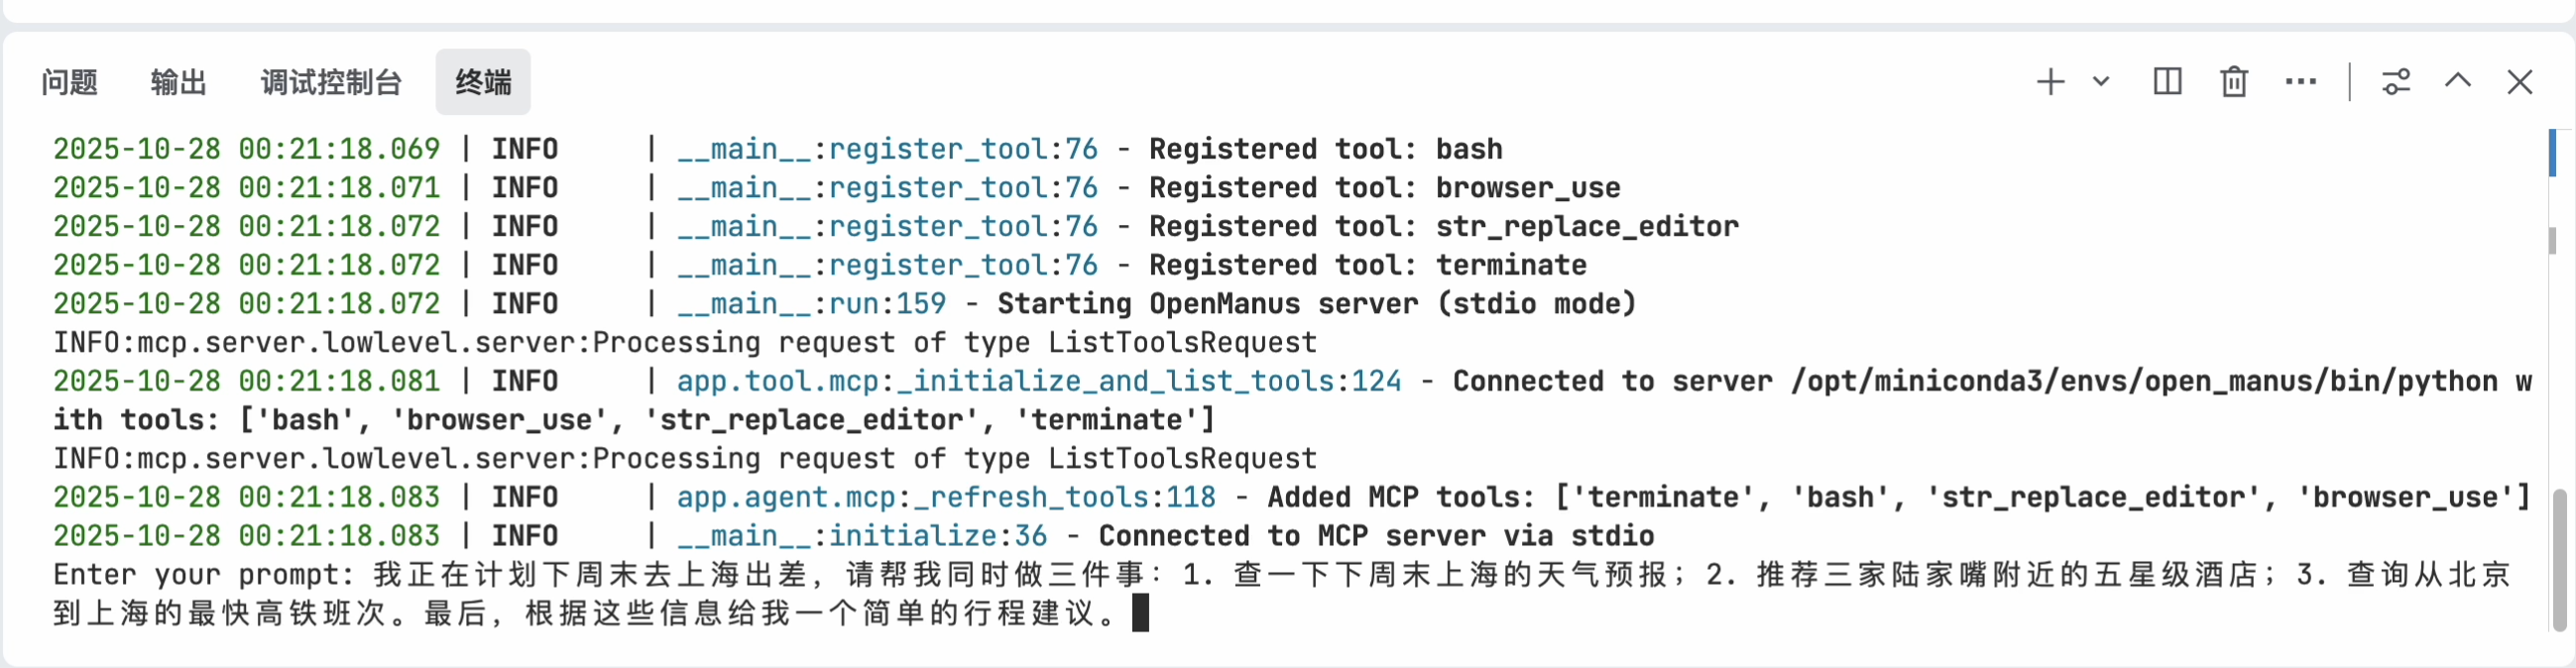 问题 输出 调试控制台 终端
2025-10-28 00:21:18.069 | INFO     | __main__:register_tool:76 - Registered tool: bash
2025-10-28 00:21:18.071 | INFO     | __main__:register_tool:76 - Registered tool: browser_use
2025-10-28 00:21:18.072 | INFO     | __main__:register_tool:76 - Registered tool: str_replace_editor
2025-10-28 00:21:18.072 | INFO     | __main__:register_tool:76 - Registered tool: terminate
2025-10-28 00:21:18.072 | INFO     | __main__:run:159 - Starting OpenManus server (stdio mode)
INFO:mcp.server.lowlevel.server:Processing request of type ListToolsRequest
2025-10-28 00:21:18.081 | INFO     | app.tool.mcp:_initialize_and_list_tools:124 - Connected to server /opt/miniconda3/envs/open_manus/bin/python w
ith tools: ['bash', 'browser_use', 'str_replace_editor', 'terminate']
INFO:mcp.server.lowlevel.server:Processing request of type ListToolsRequest
2025-10-28 00:21:18.083 | INFO     | app.agent.mcp:_refresh_tools:118 - Added MCP tools: ['terminate', 'bash', 'str_replace_editor', 'browser_use']
2025-10-28 00:21:18.083 | INFO     | __main__:initialize:36 - Connected to MCP server via stdio
Enter your prompt: 我正在计划下周末去上海出差，请帮我同时做三件事：1. 查一下下周末上海的天气预报；2. 推荐三家陆家嘴附近的五星级酒店；3. 查询从北京
到上海的最快高铁班次。最后，根据这些信息给我一个简单的行程建议。